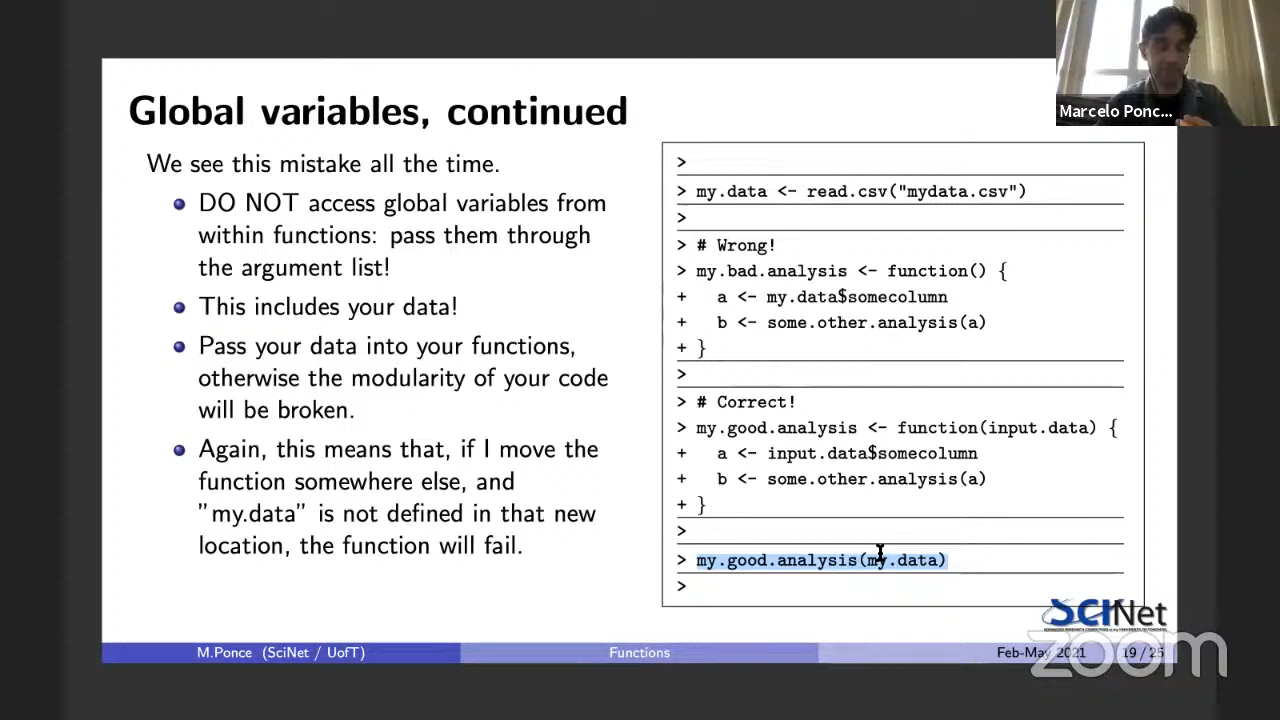 Global variables, continued
We see this mistake all the time.
DO NOT access global variables from
within functions: pass them through
the argument list!
This includes your data!
Pass your data into your functions,
otherwise the modularity of your code
will be broken.
Again, this means that, if I move the
function somewhere else, and
"my.data" is not defined in that new
location, the function will fail.
>
> my.data <- read.csv("mydata.csv")
>
> # Wrong!
> my.bad.analysis <- function() {
+ a <- my.data$somecolumn
+ b <- some.other.analysis(a)
+ }
>
> # Correct!
> my.good.analysis <- function(input.data) {
+ a <- input.data$somecolumn
+ b <- some.other.analysis(a)
+ }
>
> my.good.analysis(my.data)
>
Marcelo Ponc...
SCINet
M.Ponce (SciNet / UofT)
Functions
Feb-May 2021
19 / 25
zoom